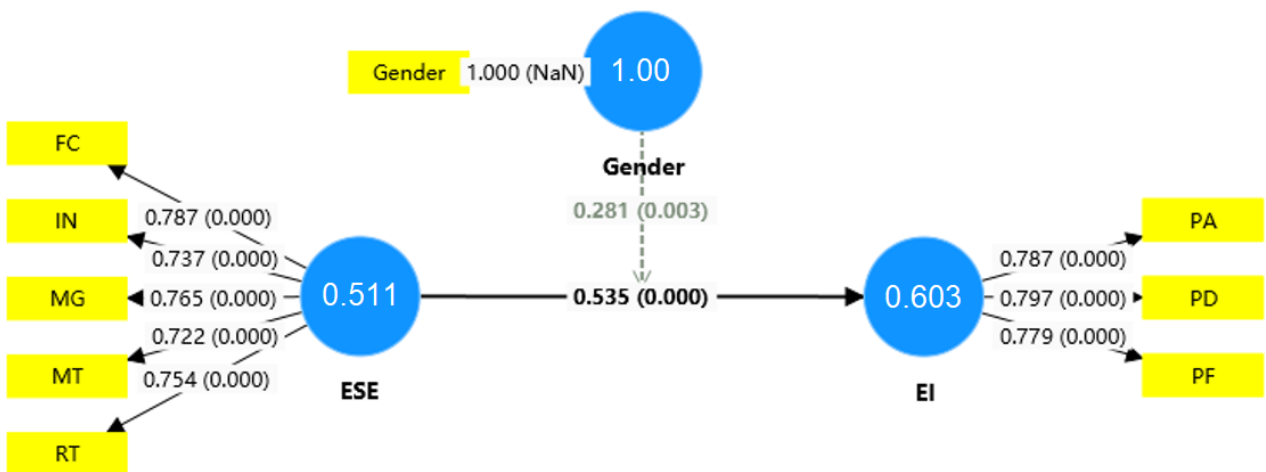 Gender 1.000 (NaN) 1.00
Gender
0.281 (0.003)
FC
IN
MG
MT
RT
0.787 (0.000)
0.737 (0.000)
0.765 (0.000)
0.722 (0.000)
0.754 (0.000)
0.511
ESE
0.535 (0.000)
0.603
EI
0.787 (0.000)
0.797 (0.000)
0.779 (0.000)
PA
PD
PF